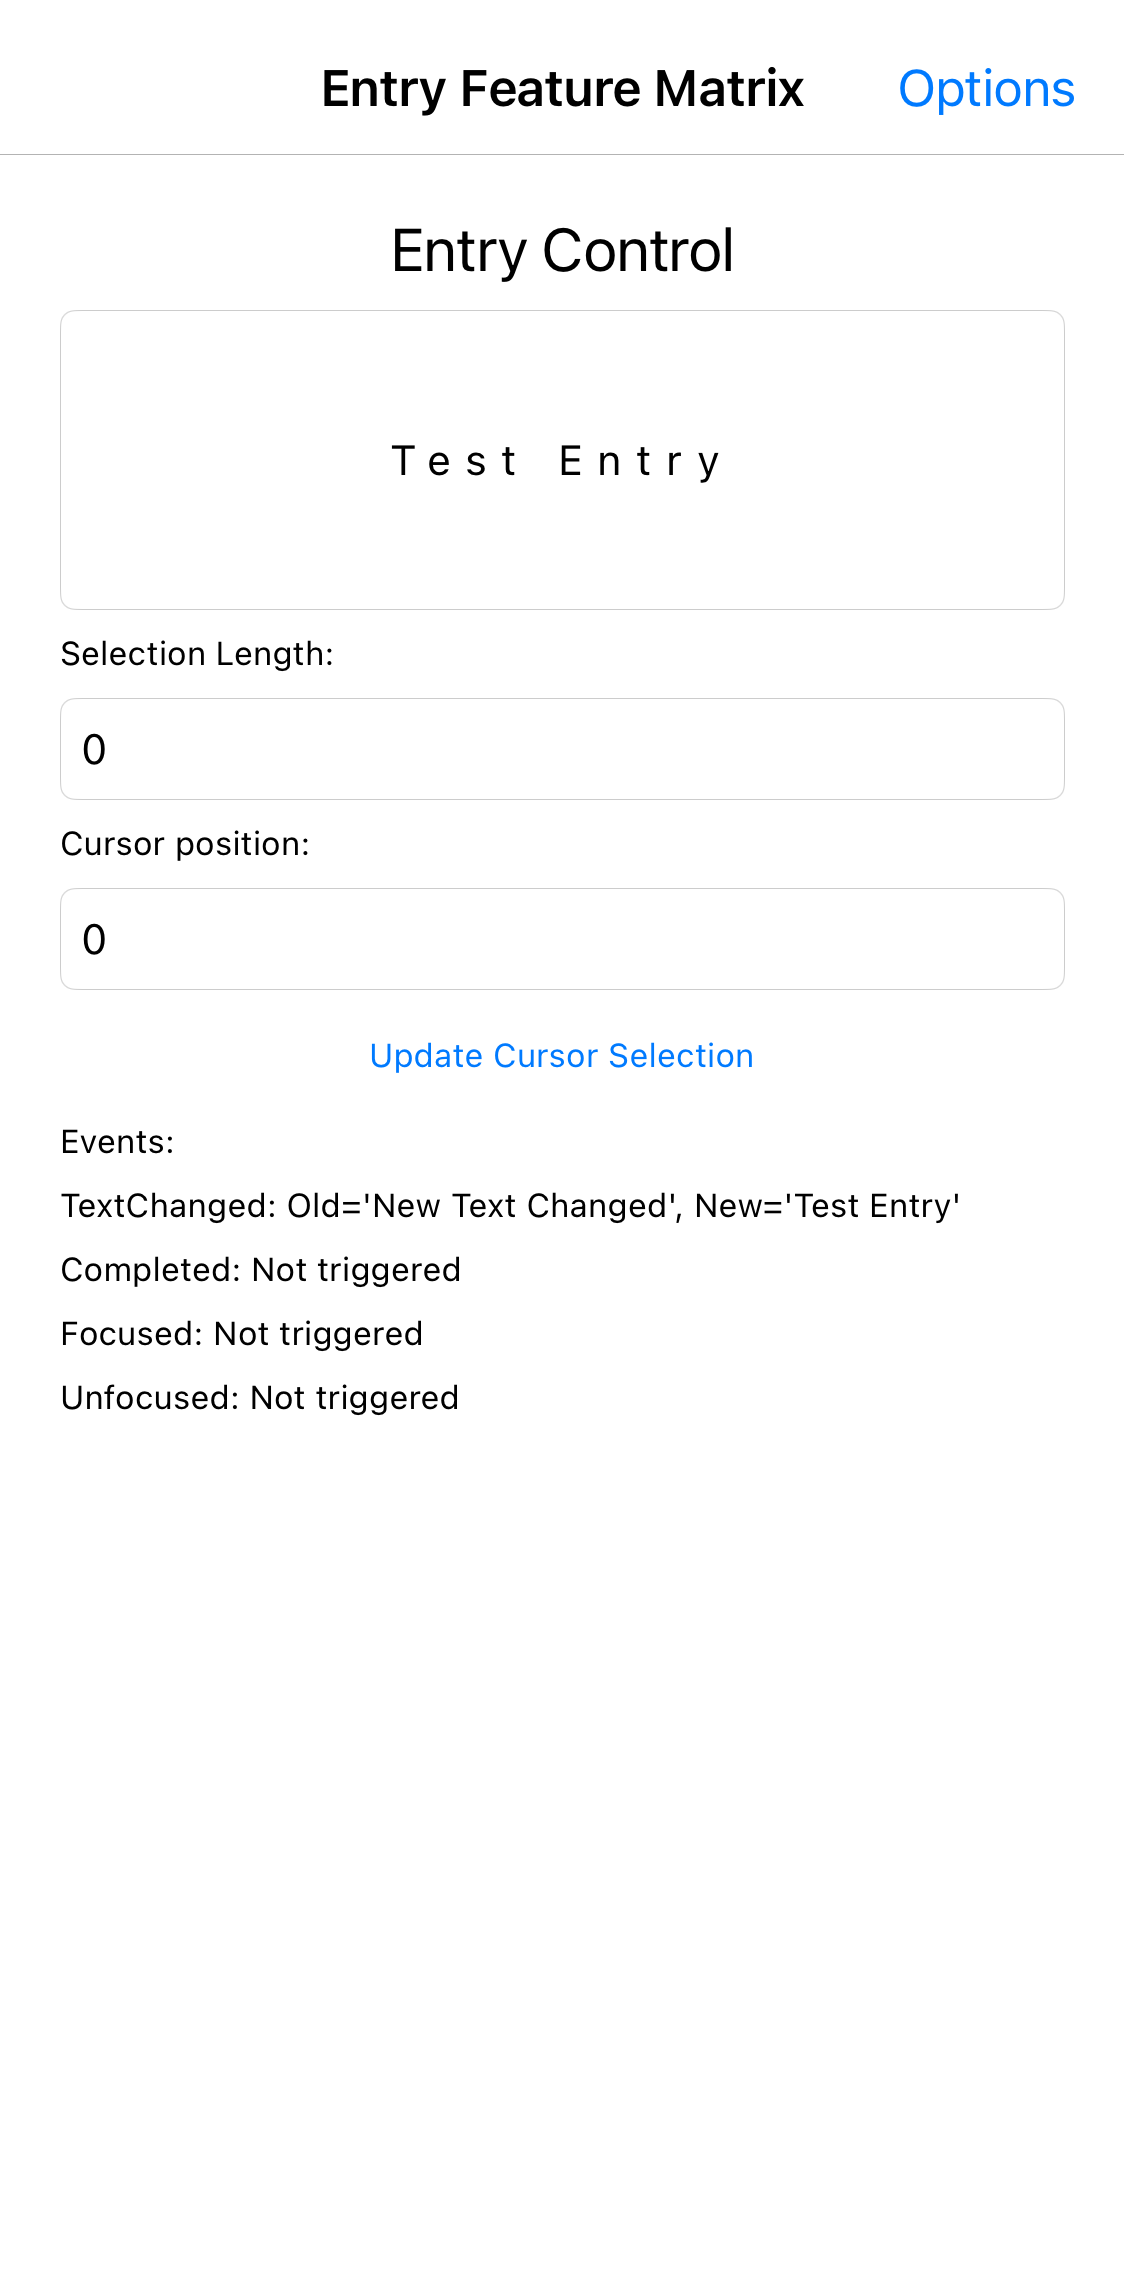 Entry Feature Matrix Options
Entry Control
Test Entry
Selection Length:
0
Cursor position:
0
Update Cursor Selection
Events:
TextChanged: Old='New Text Changed', New='Test Entry'
Completed: Not triggered
Focused: Not triggered
Unfocused: Not triggered